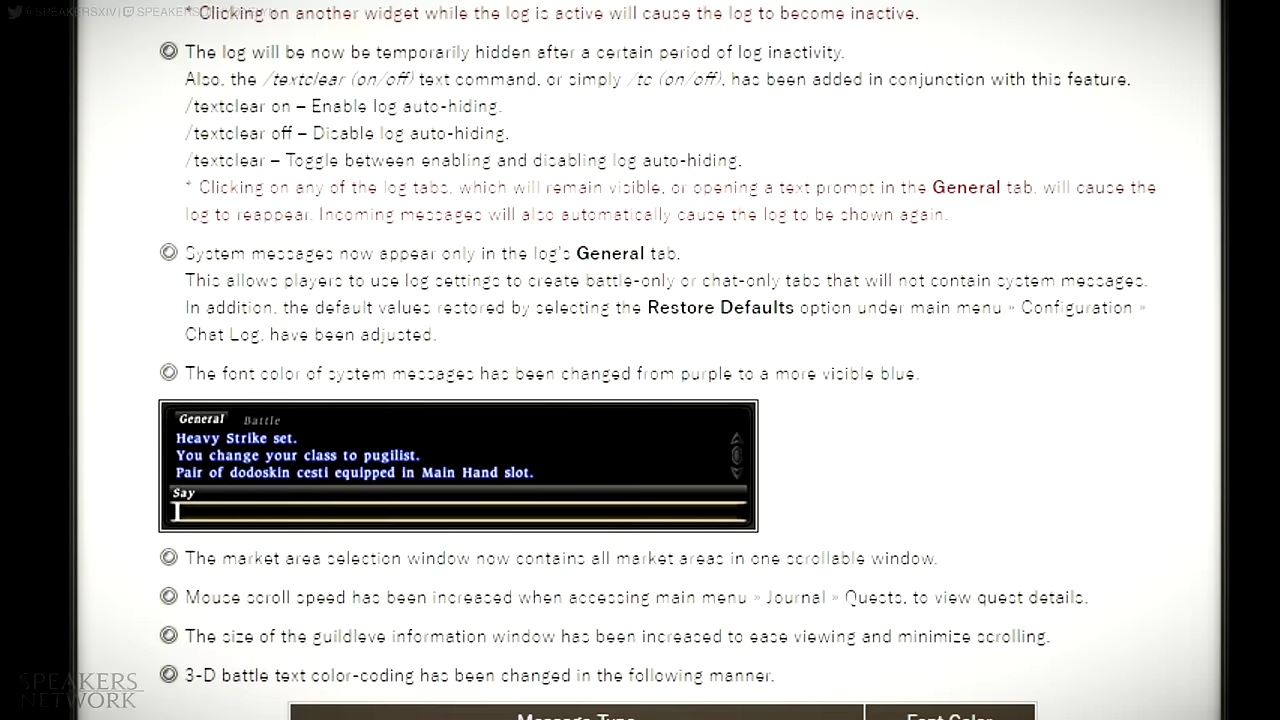 SPEAKERSXIV
* Clicking on another widget while the log is active will cause the log to become inactive.
The log will be now be temporarily hidden after a certain period of log inactivity.
Also, the /textclear (on/off) text command, or simply /tc (on/off), has been added in conjunction with this feature.
/textclear on – Enable log auto-hiding.
/textclear off – Disable log auto-hiding.
/textclear – Toggle between enabling and disabling log auto-hiding.
* Clicking on any of the log tabs, which will remain visible, or opening a text prompt in the General tab, will cause the
log to reappear. Incoming messages will also automatically cause the log to be shown again.
System messages now appear only in the log's General tab.
This allows players to use log settings to create battle-only or chat-only tabs that will not contain system messages.
In addition, the default values restored by selecting the Restore Defaults option under main menu » Configuration »
Chat Log, have been adjusted.
The font color of system messages has been changed from purple to a more visible blue.
General Battle
Heavy Strike set.
You change your class to pugilist.
Pair of dodoskin cesti equipped in Main Hand slot.
Say
The market area selection window now contains all market areas in one scrollable window.
Mouse scroll speed has been increased when accessing main menu » Journal » Quests, to view quest details.
The size of the guildleve information window has been increased to ease viewing and minimize scrolling.
3-D battle text color-coding has been changed in the following manner.
SPEAKERS
NETWORK
Message Type Font Color